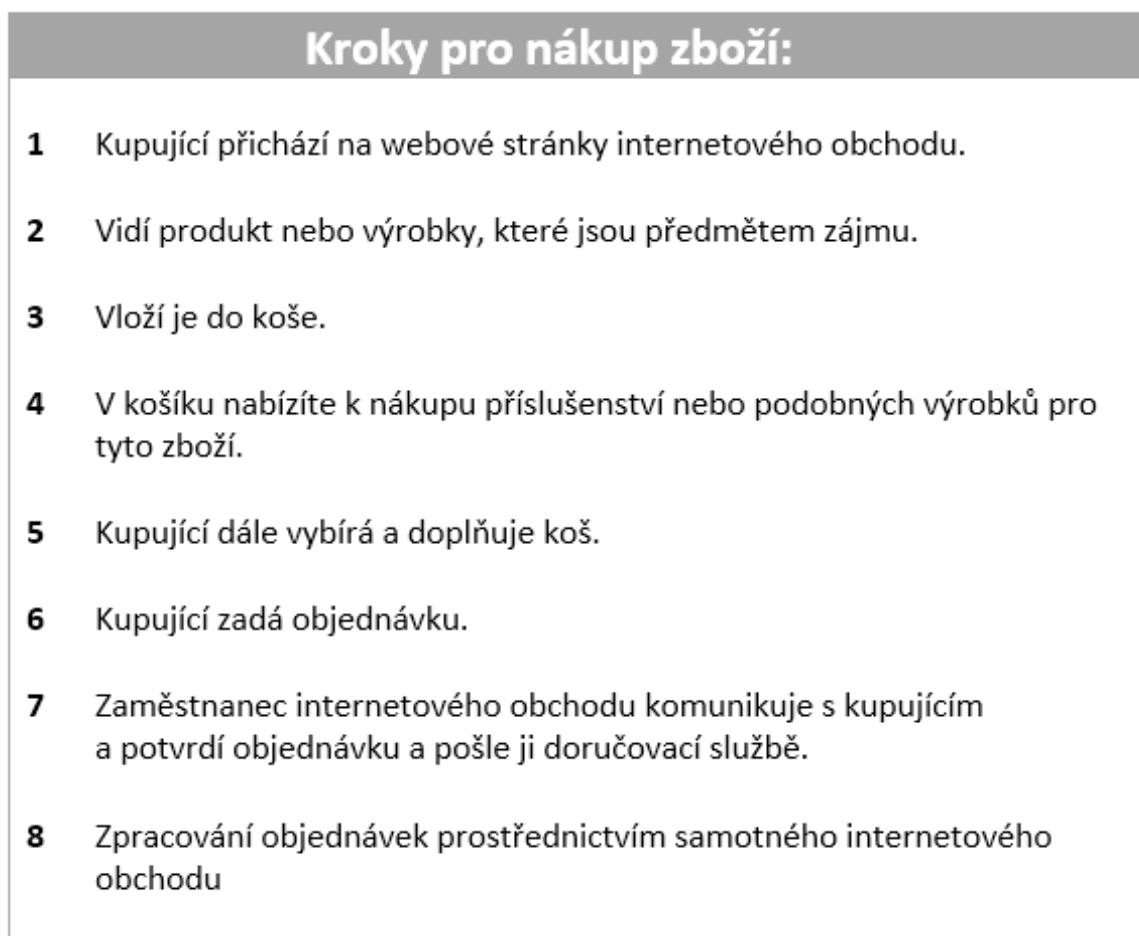 Kroky pro nákup zboží:
1 Kupující přichází na webové stránky internetového obchodu.
2 Vidí produkt nebo výrobky, které jsou předmětem zájmu.
3 Vloží je do koše.
4 V košíku nabízíte k nákupu příslušenství nebo podobných výrobků pro
tyto zboží.
5 Kupující dále vybírá a doplňuje koš.
6 Kupující zadá objednávku.
7 Zaměstnanec internetového obchodu komunikuje s kupujícím
a potvrdí objednávku a pošle ji doručovací službě.
8 Zpracování objednávek prostřednictvím samotného internetového
obchodu